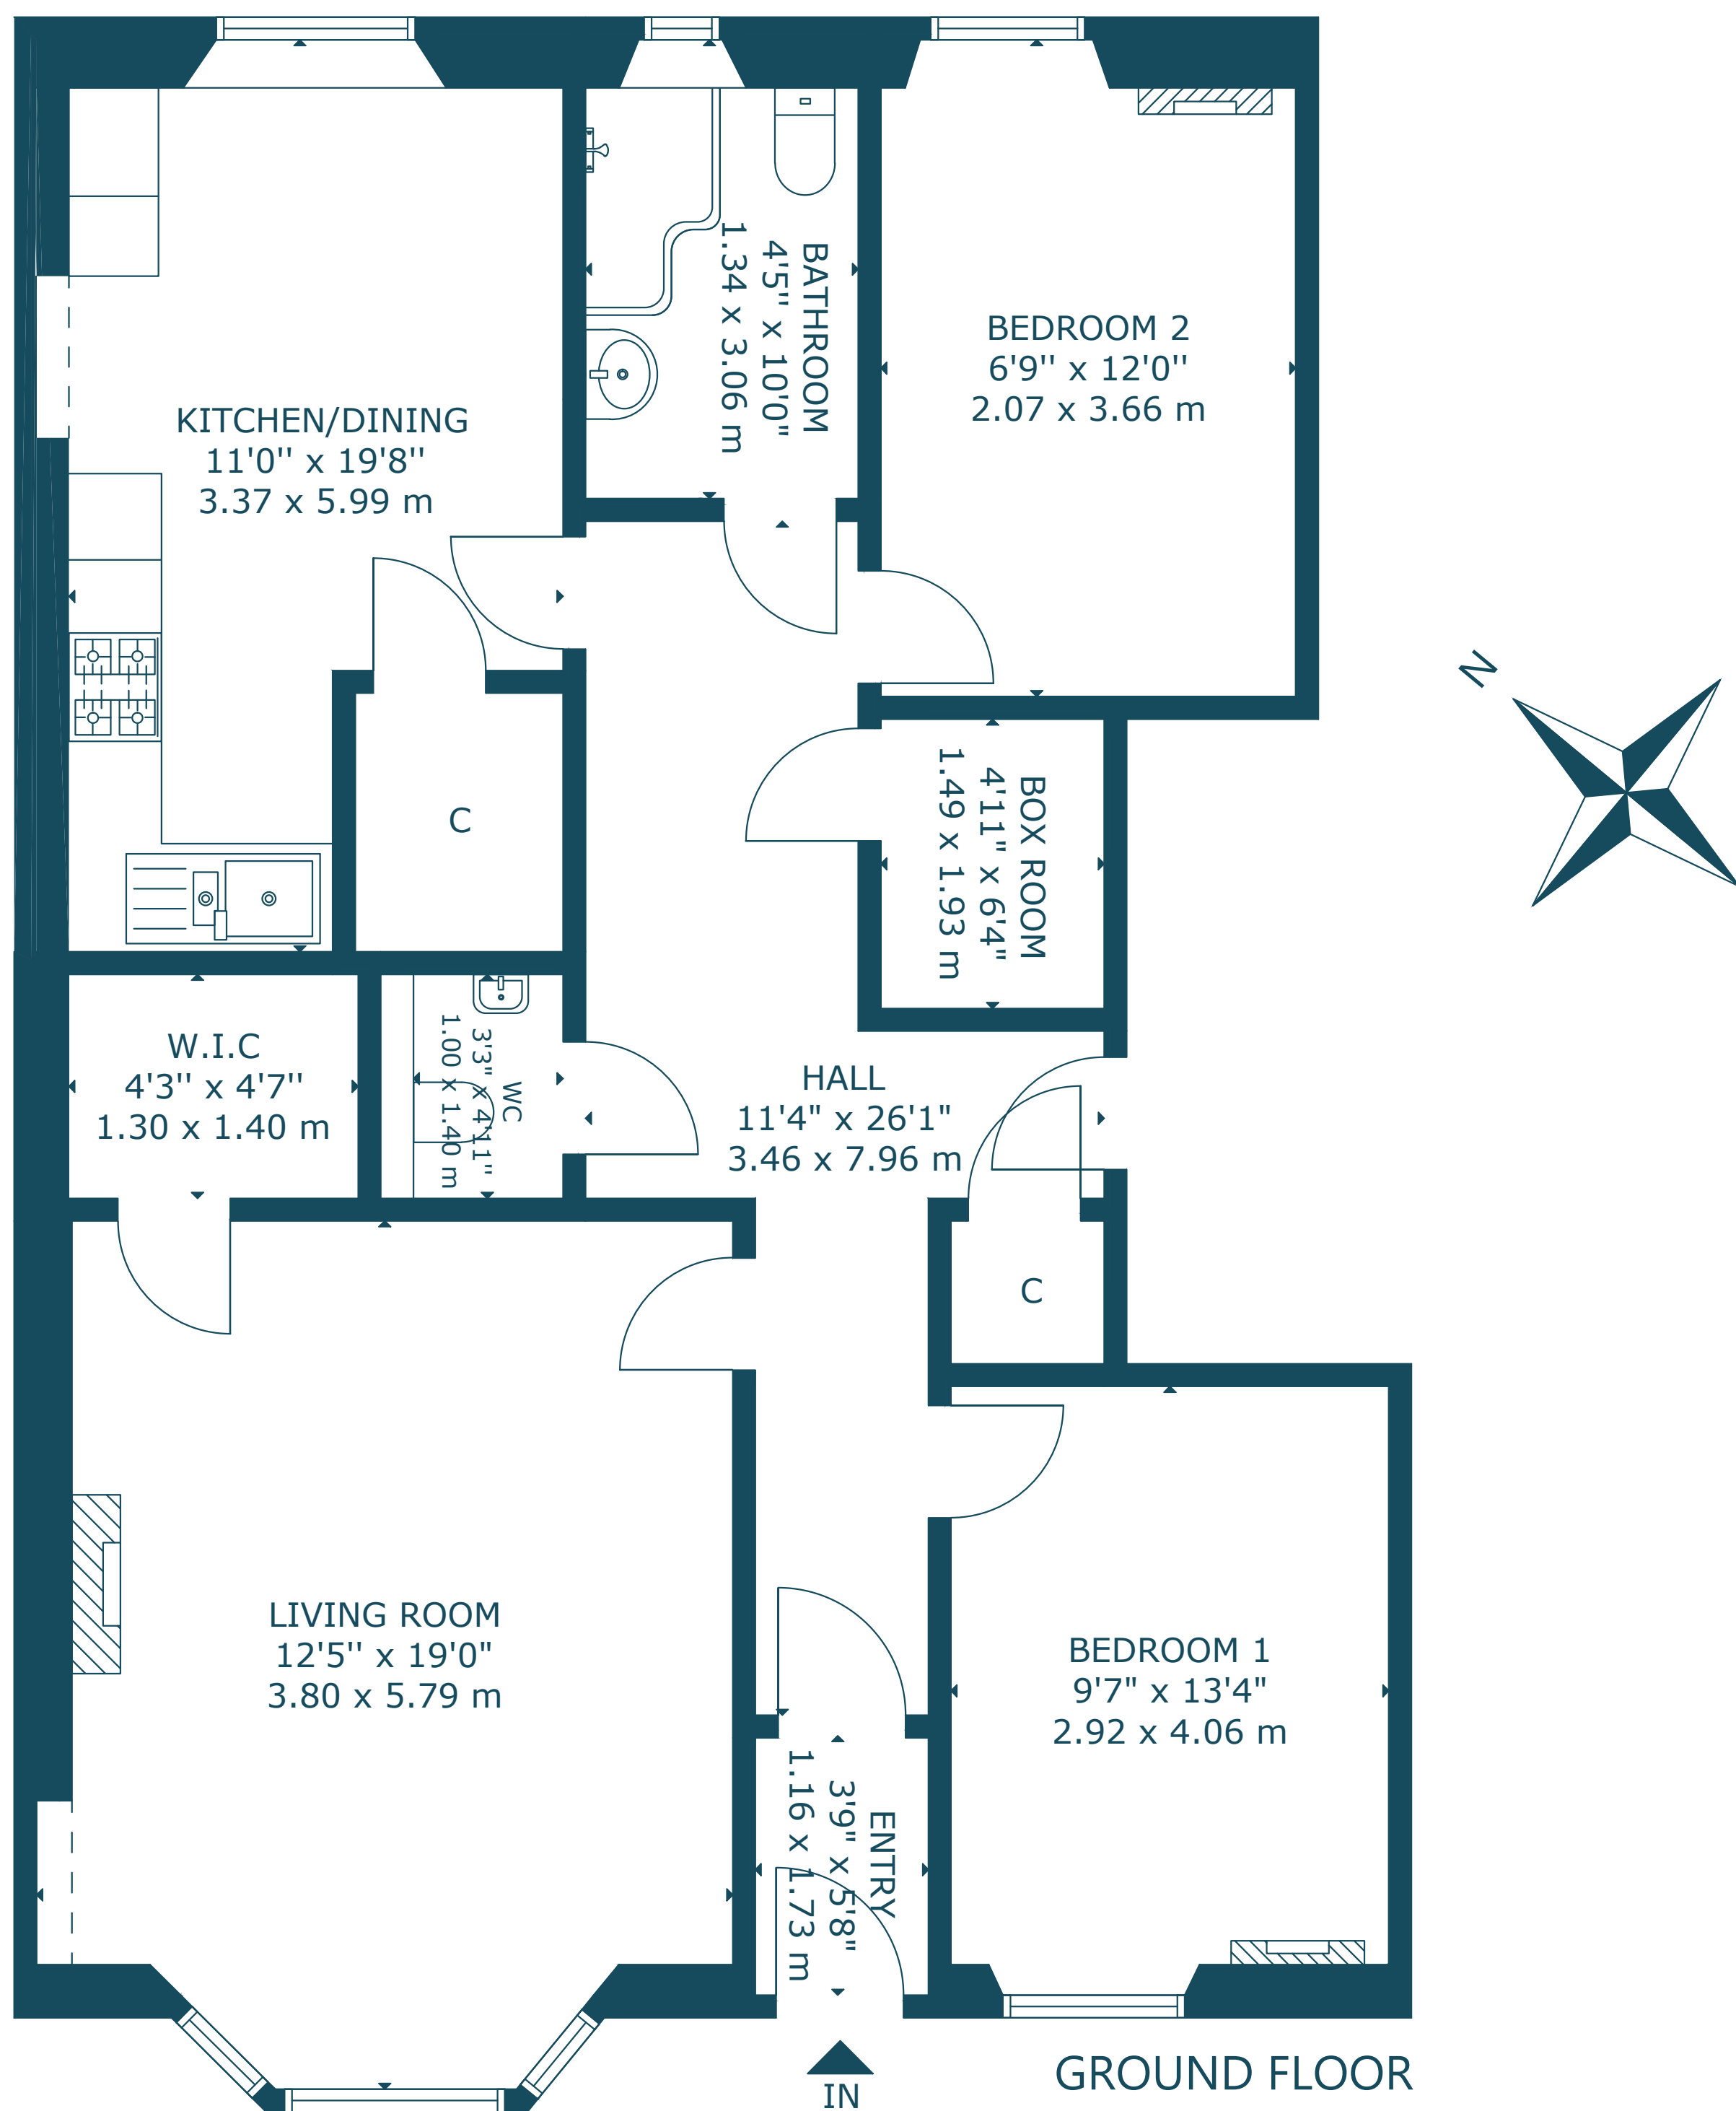 BATHROOM
4'5'' x 10'0''
1.34 x 3.06 m
BEDROOM 2
6'9'' x 12'0''
2.07 x 3.66 m
KITCHEN/DINING
11'0'' x 19'8''
3.37 x 5.99 m
N
C
BOX ROOM
4'11" x 6'4"
1.49 x 1.93 m
W.I.C
4'3'' x 4'7''
1.30 x 1.40 m
WC
3'3" x 4'11''
1.00 x 1.40 m
HALL
11'4" x 26'1"
3.46 x 7.96 m
C
LIVING ROOM
12'5'' x 19'0"
3.80 x 5.79 m
BEDROOM 1
9'7" x 13'4"
2.92 x 4.06 m
ENTRY
3'9" x 5'8"
1.16 x 1.73 m
IN
GROUND FLOOR